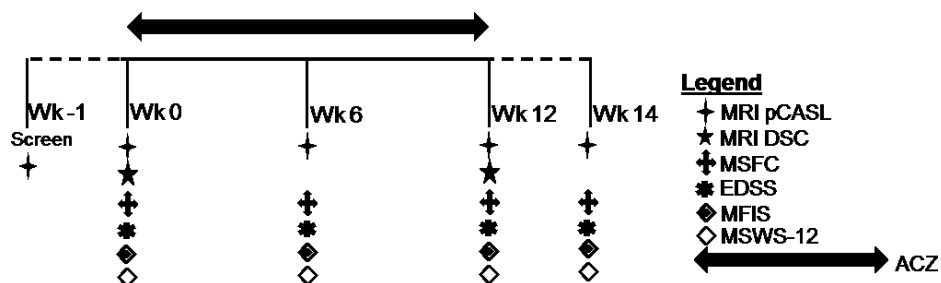 Wk -1
Wk 0
Wk 6
Wk 12
Wk 14
Screen
Legend
MRI pCASL
MRI DSC
MSFC
EDSS
MFIS
MSWS-12
ACZ